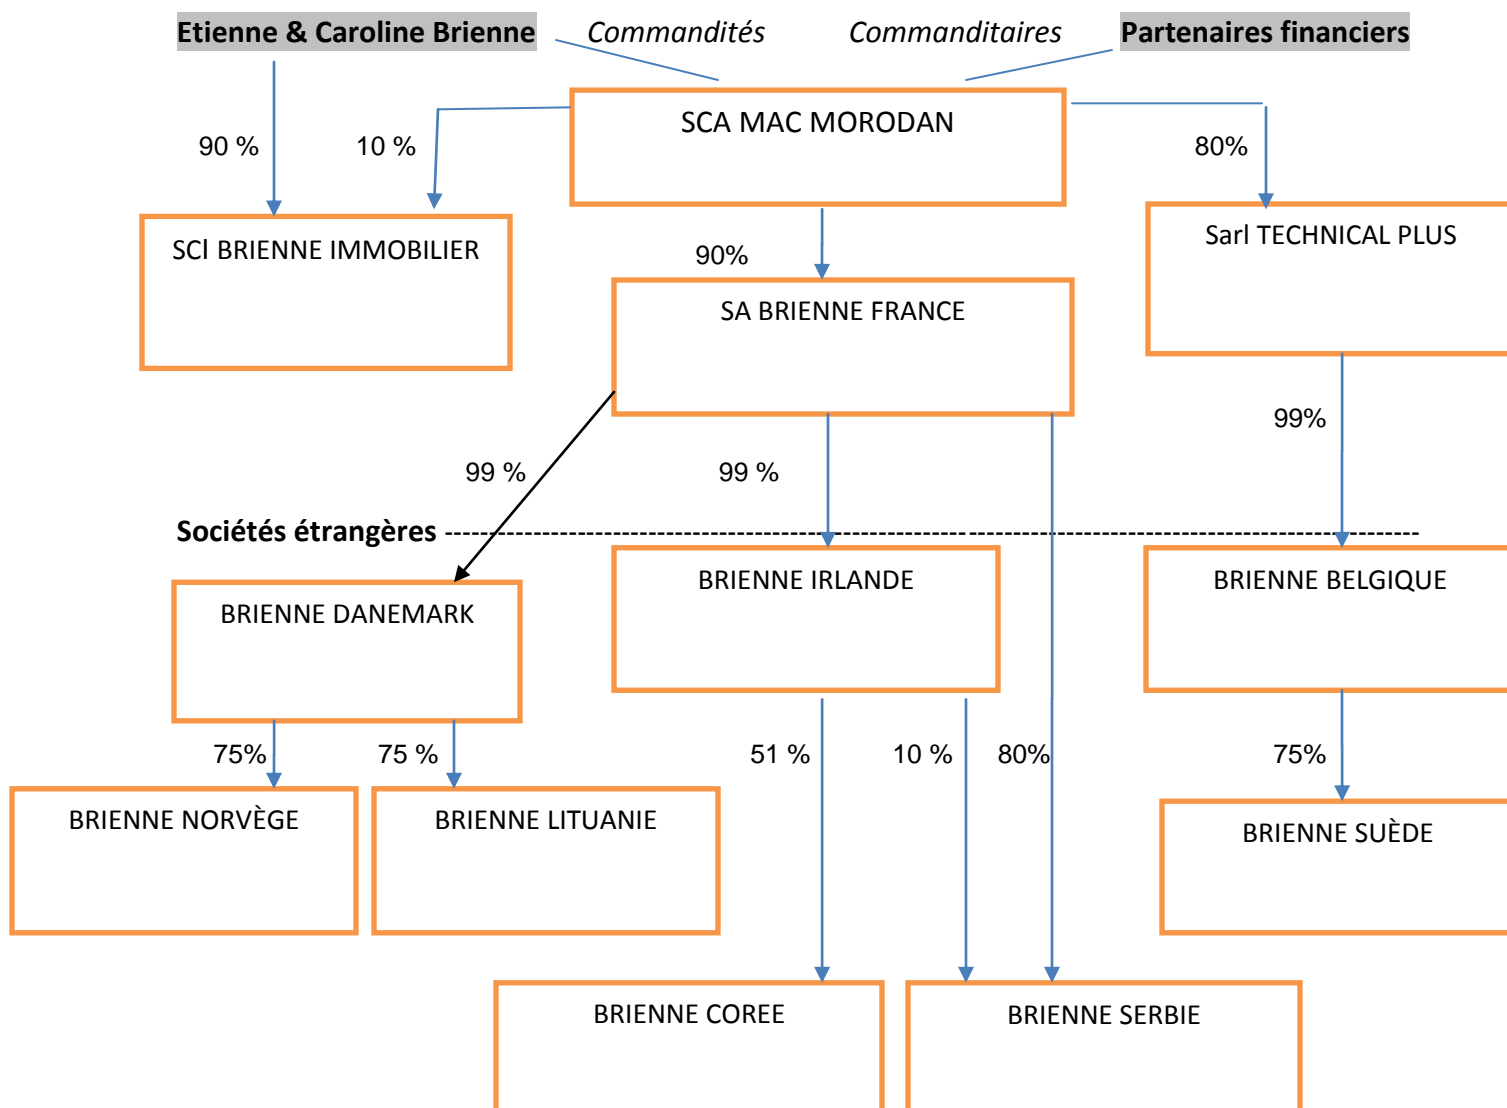 Etienne & Caroline Brienne Commandités Commanditaires Partenaires financiers
SCA MAC MORODAN
90 % 10 % 80%
SCl BRIENNE IMMOBILIER Sarl TECHNICAL PLUS
90%
SA BRIENNE FRANCE
99%
99 % 99 %
Sociétés étrangères
BRIENNE IRLANDE BRIENNE BELGIQUE
BRIENNE DANEMARK
75% 75 % 51 % 10 % 80% 75%
BRIENNE NORVÈGE BRIENNE LITUANIE BRIENNE SUÈDE
BRIENNE COREE BRIENNE SERBIE